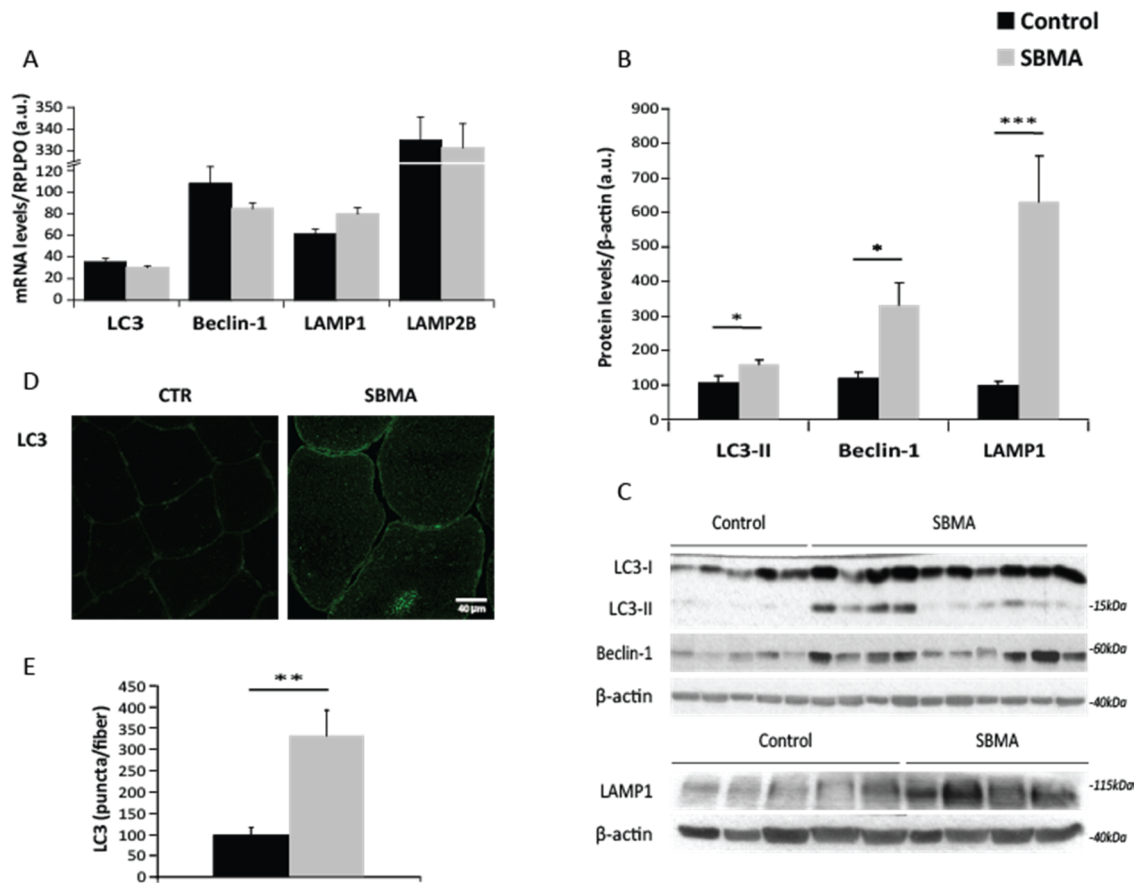 Control
SBMA
A
mRNA levels/RPLPO (a.u.)
350
340
330
120
100
80
60
40
20
0
LC3
Beclin-1
LAMP1
LAMP2B
B
Protein levels/β-actin (a.u.)
900
800
700
600
500
400
300
200
100
0
*
*
***
LC3-II
Beclin-1
LAMP1
D
CTR
SBMA
LC3
40 µm
C
Control
SBMA
LC3-I
LC3-II
-15kDa
Beclin-1
-60kDa
β-actin
-40kDa
Control
SBMA
LAMP1
-115kDa
β-actin
-40kDa
E
LC3 (puncta/fiber)
450
400
350
300
250
200
150
100
50
0
**